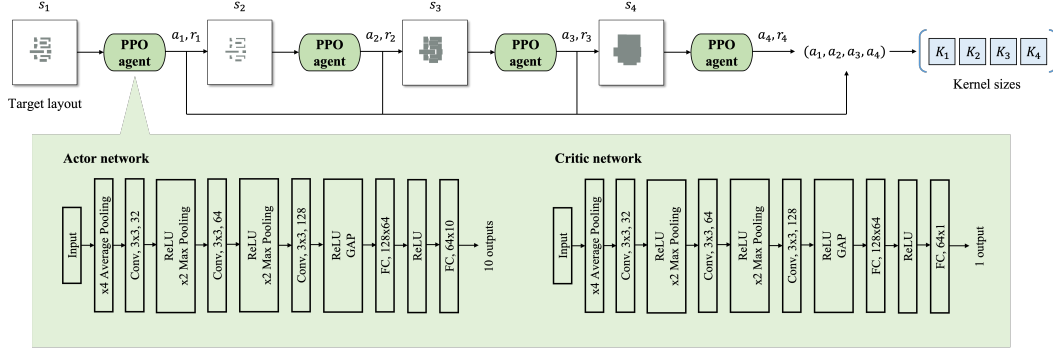 s₁
s₂
s₃
s₄
PPO
agent
a₁, r₁
PPO
agent
a₂, r₂
PPO
agent
a₃, r₃
PPO
agent
a₄, r₄
(a₁, a₂, a₃, a₄)
K₁ K₂ K₃ K₄
Target layout
Kernel sizes
Actor network
Input
x4 Average Pooling
Conv, 3x3, 32
ReLU
x2 Max Pooling
Conv, 3x3, 64
ReLU
x2 Max Pooling
Conv, 3x3, 128
ReLU
GAP
FC, 128x64
ReLU
FC, 64x10
10 outputs
Critic network
Input
x4 Average Pooling
Conv, 3x3, 32
ReLU
x2 Max Pooling
Conv, 3x3, 64
ReLU
x2 Max Pooling
Conv, 3x3, 128
ReLU
GAP
FC, 128x64
ReLU
FC, 64x1
1 output